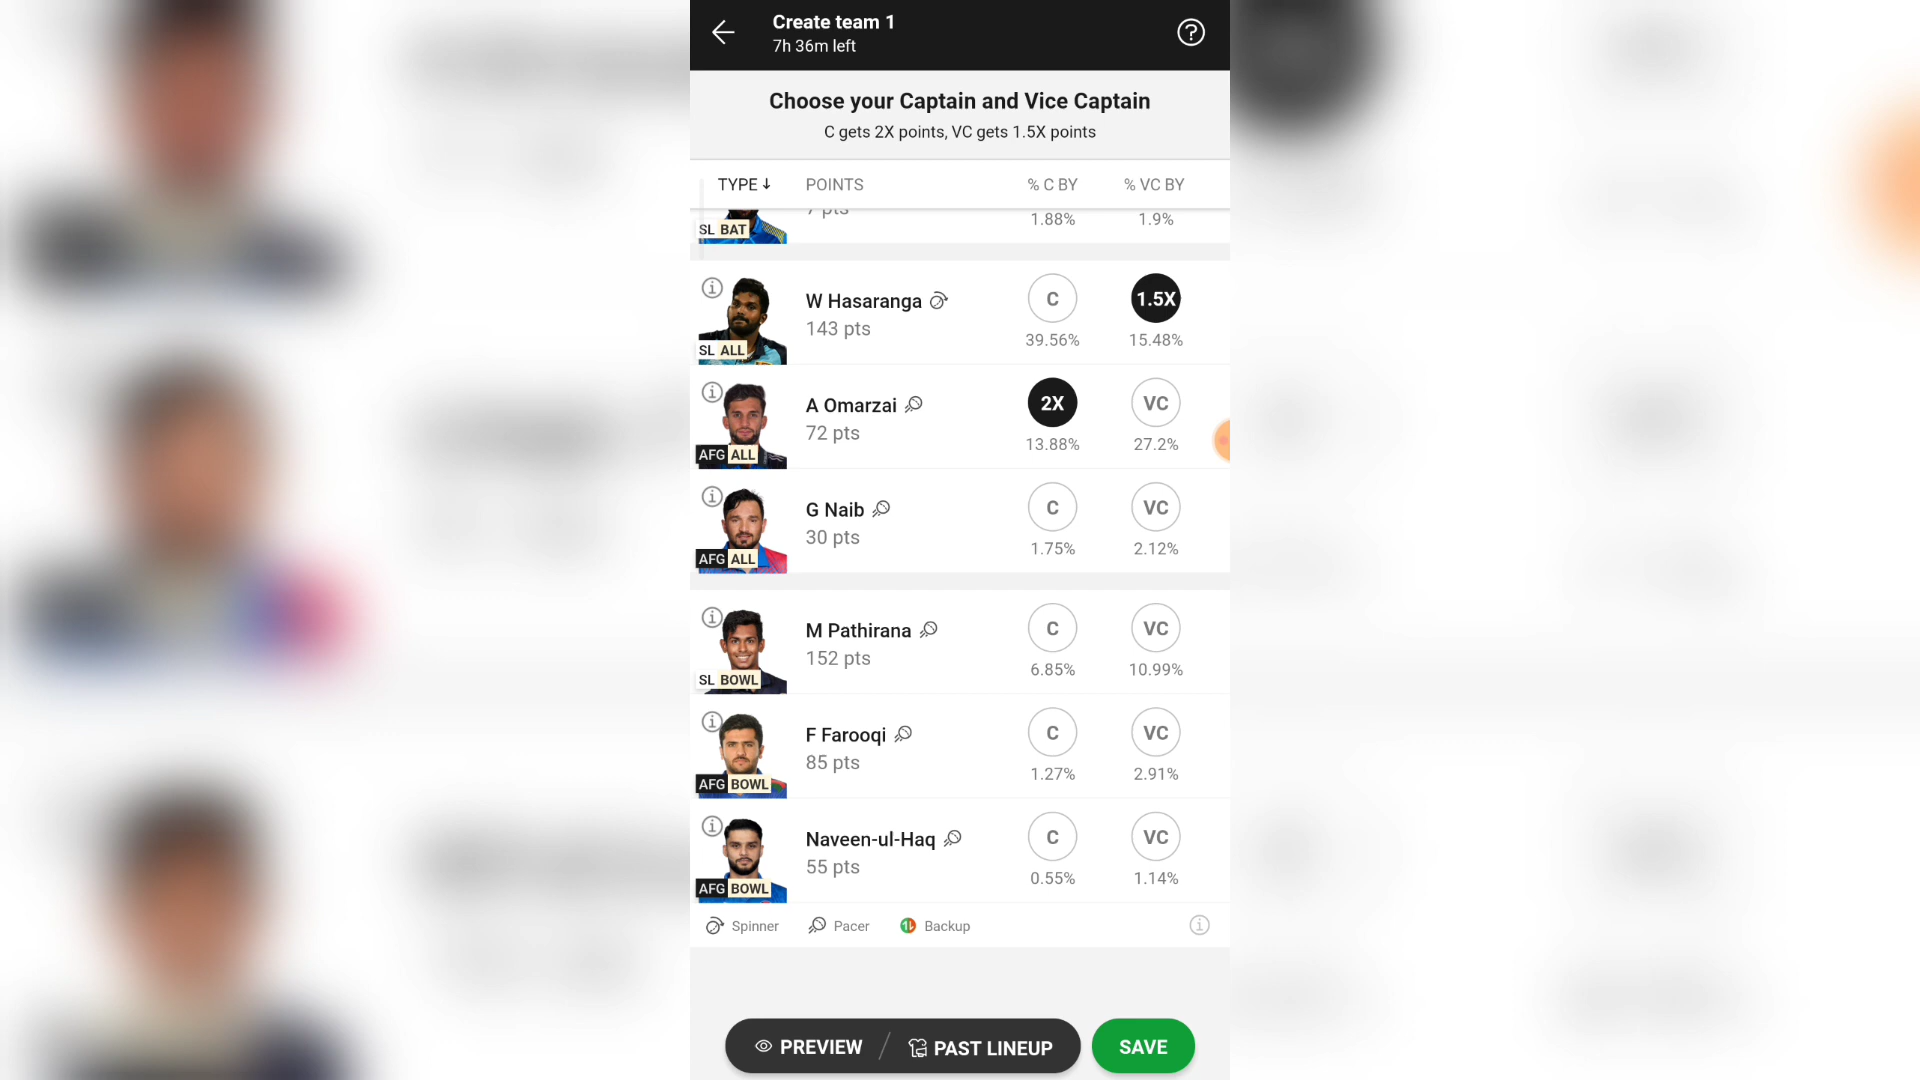 Create team 1
7h 36m left
Choose your Captain and Vice Captain
C gets 2X points, VC gets 1.5X points
TYPE POINTS % C BY % VC BY
7 pts
1.88% 1.9%
SL BAT
W Hasaranga C 1.5X
143 pts 39.56% 15.48%
SL ALL
A Omarzai 2X VC
72 pts 13.88% 27.2%
AFG ALL
G Naib C VC
30 pts 1.75% 2.12%
AFG ALL
M Pathirana C VC
152 pts 6.85% 10.99%
SL BOWL
F Farooqi C VC
85 pts 1.27% 2.91%
AFG BOWL
Naveen-ul-Haq C VC
55 pts 0.55% 1.14%
AFG BOWL
Spinner Pacer Backup
PREVIEW / PAST LINEUP SAVE